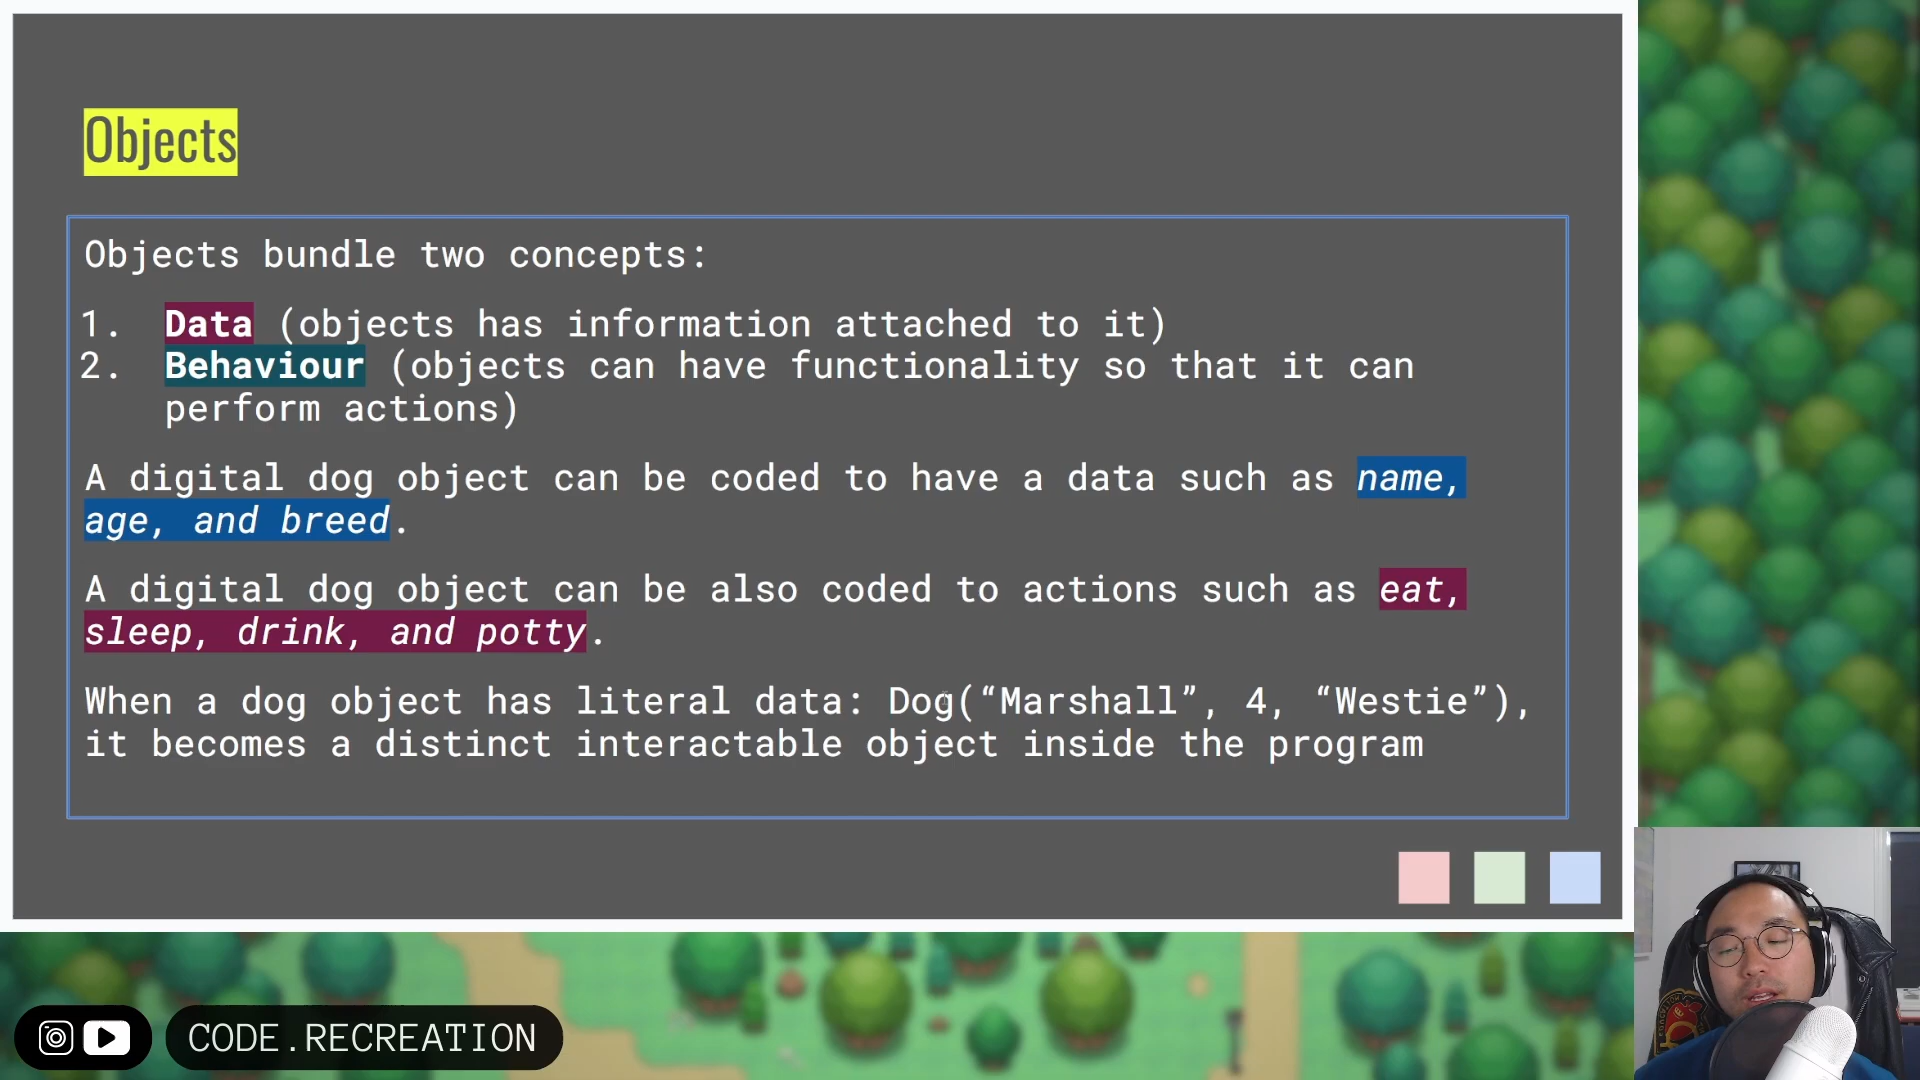 Objects
Objects bundle two concepts:
1. Data (objects has information attached to it)
2. Behaviour (objects can have functionality so that it can
perform actions)
A digital dog object can be coded to have a data such as name,
age, and breed.
A digital dog object can be also coded to actions such as eat,
sleep, drink, and potty.
When a dog object has literal data: Dog(“Marshall”, 4, “Westie”),
it becomes a distinct interactable object inside the program
CODE.RECREATION